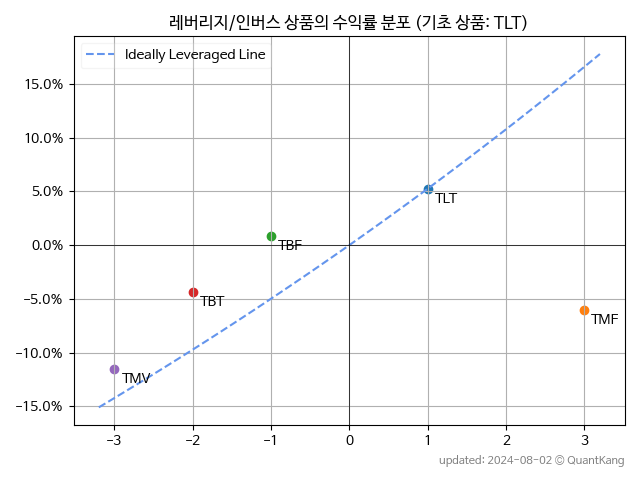 레버리지/인버스 상품의 수익률 분포 (기초 상품: TLT)
Ideally Leveraged Line
15.0%
10.0%
5.0%
0.0%
−5.0%
−10.0%
−15.0%
TLT
TBF
TBT
TMF
TMV
−3
−2
−1
0
1
2
3
updated: 2024-08-02 © QuantKang